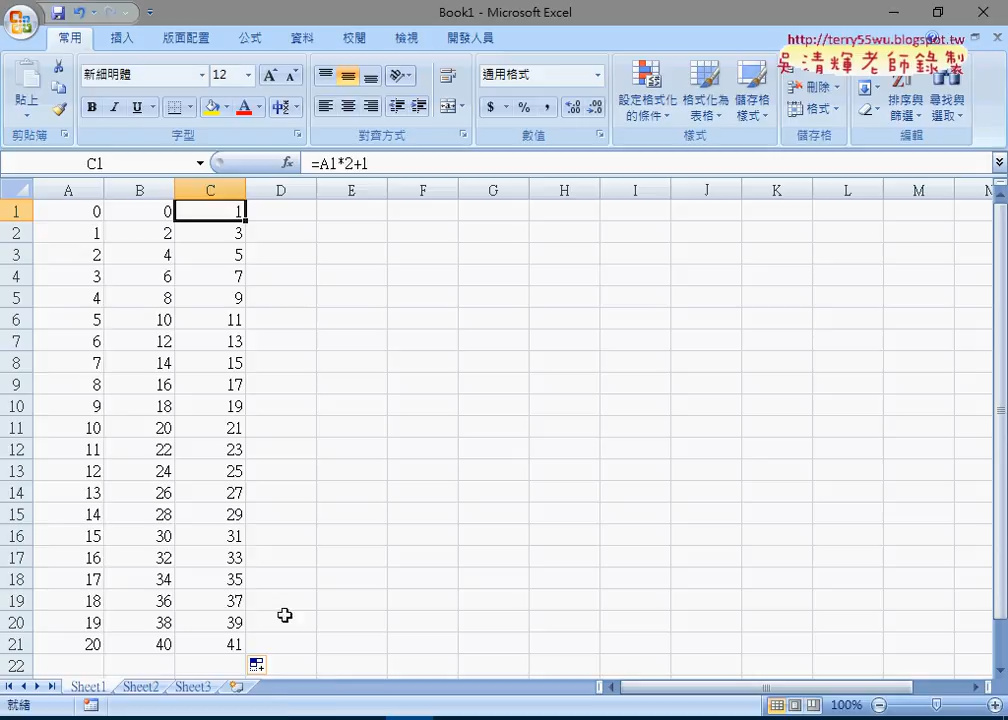 Book1 - Microsoft Excel
常用 插入 版面配置 公式 資料 校閱 檢視 開發人員
http://terry55wu.blogspot.tw
吳清輝老師錄製
貼上
新細明體 12
B I U
通用格式
$ % ,
設定格式化的條件
格式化為表格
儲存格樣式
刪除
格式
排序與篩選
尋找與選取
剪貼簿 字型 對齊方式 數值 樣式 儲存格 編輯
C1 fx =A1*2+1
A B C D E F G H I J K L M N
1 0 0 1
2 1 2 3
3 2 4 5
4 3 6 7
5 4 8 9
6 5 10 11
7 6 12 13
8 7 14 15
9 8 16 17
10 9 18 19
11 10 20 21
12 11 22 23
13 12 24 25
14 13 26 27
15 14 28 29
16 15 30 31
17 16 32 33
18 17 34 35
19 18 36 37
20 19 38 39
21 20 40 41
22
Sheet1 Sheet2 Sheet3
就緒 100%